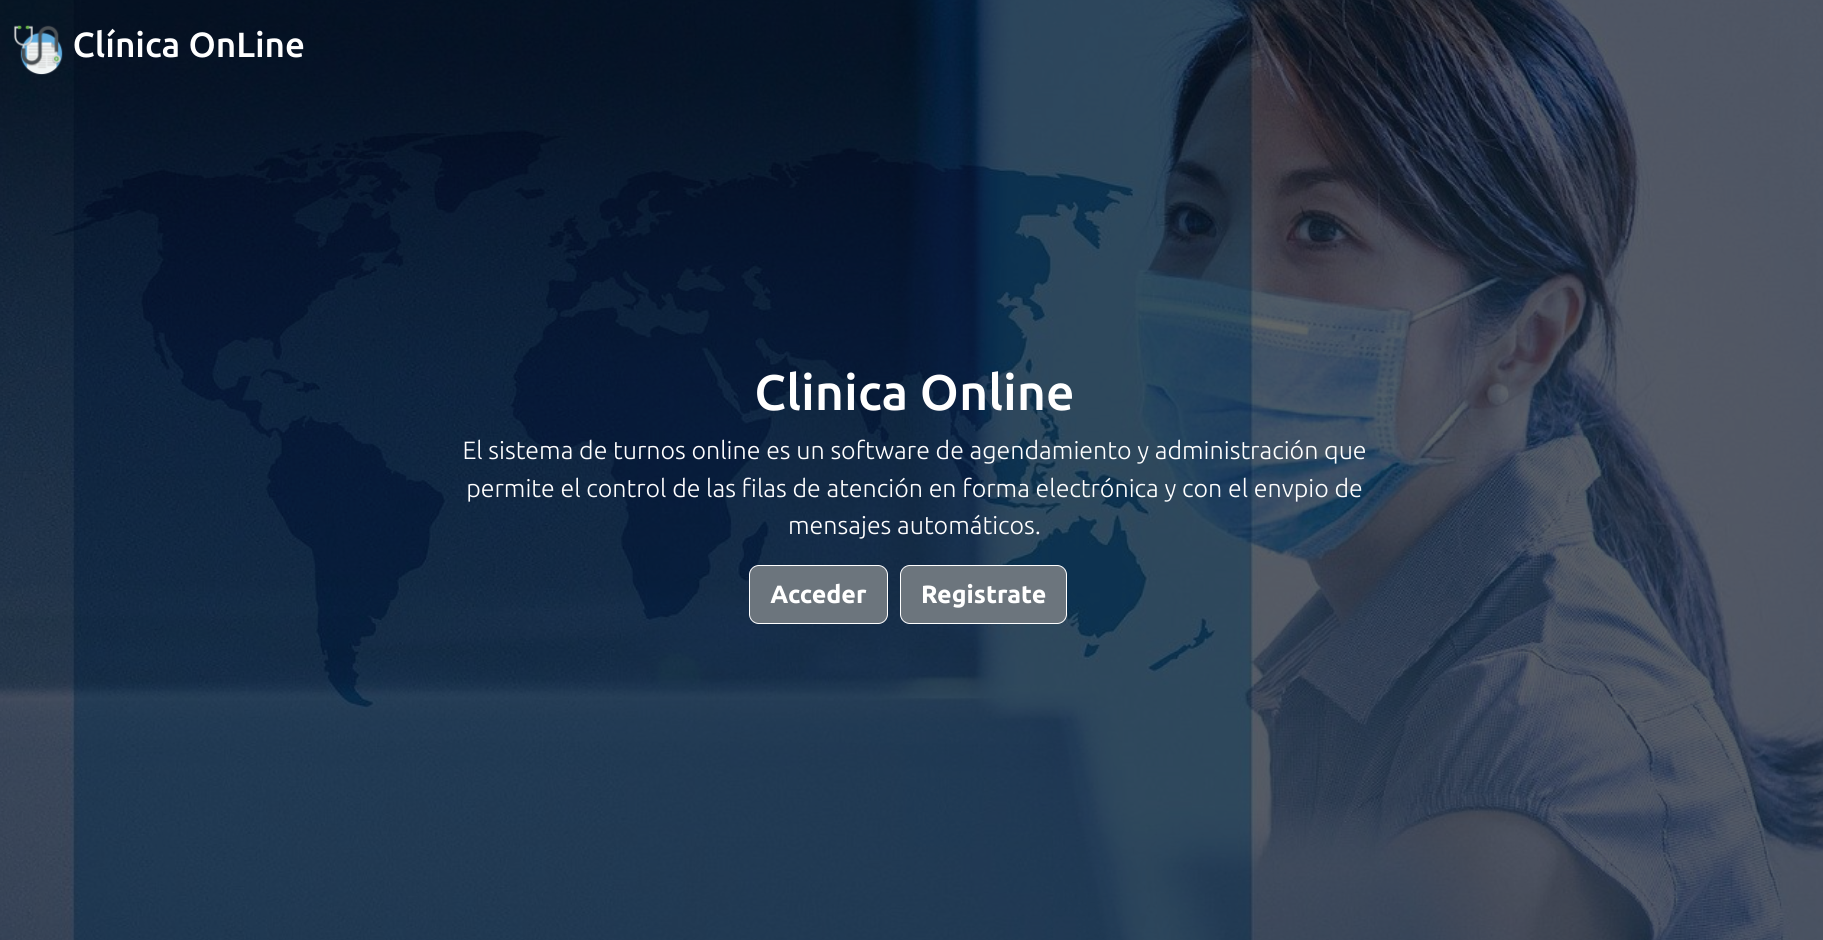 Clínica OnLine
Clinica Online
El sistema de turnos online es un software de agendamiento y administración que
permite el control de las filas de atención en forma electrónica y con el envpio de
mensajes automáticos.
Acceder
Registrate